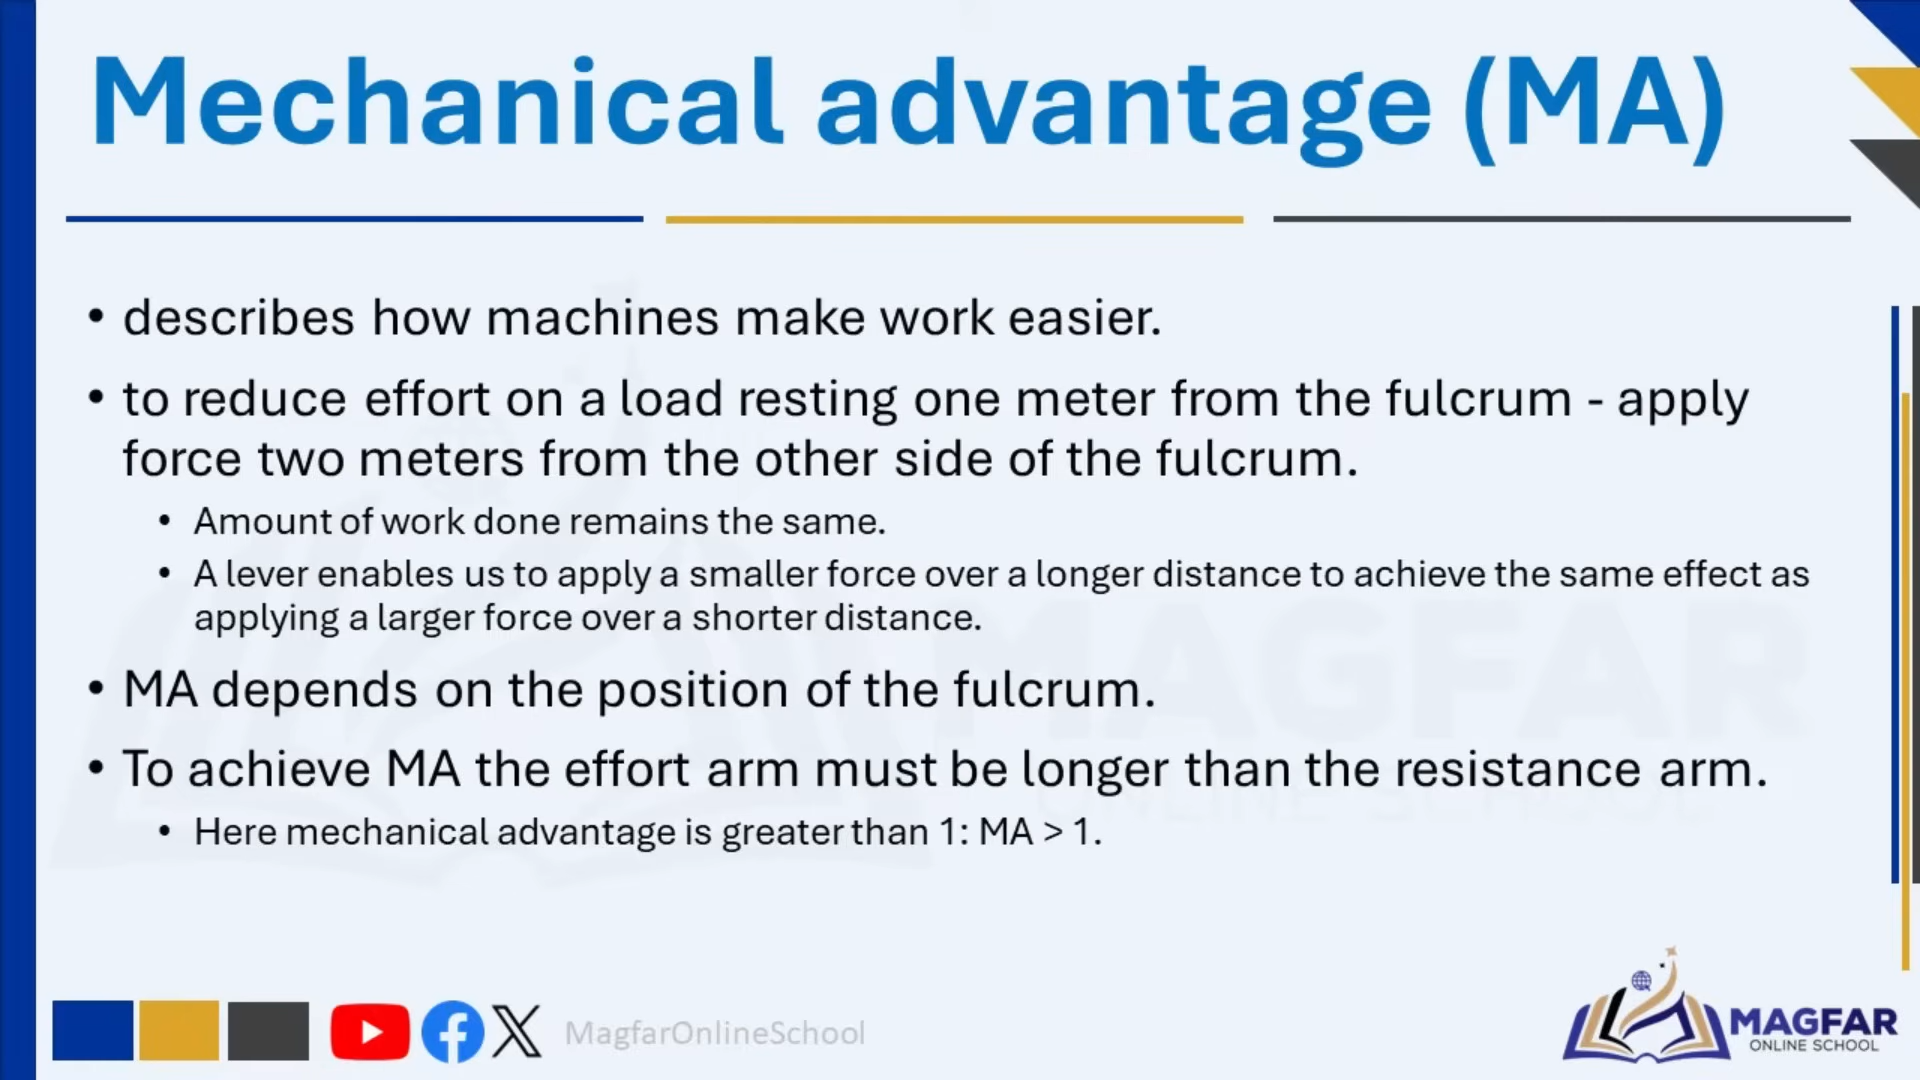 Mechanical advantage (MA)
• describes how machines make work easier.
• to reduce effort on a load resting one meter from the fulcrum - apply
force two meters from the other side of the fulcrum.
• Amount of work done remains the same.
• A lever enables us to apply a smaller force over a longer distance to achieve the same effect as
applying a larger force over a shorter distance.
• MA depends on the position of the fulcrum.
• To achieve MA the effort arm must be longer than the resistance arm.
• Here mechanical advantage is greater than 1: MA > 1.
MagfarOnlineSchool
MAGFAR
ONLINE SCHOOL